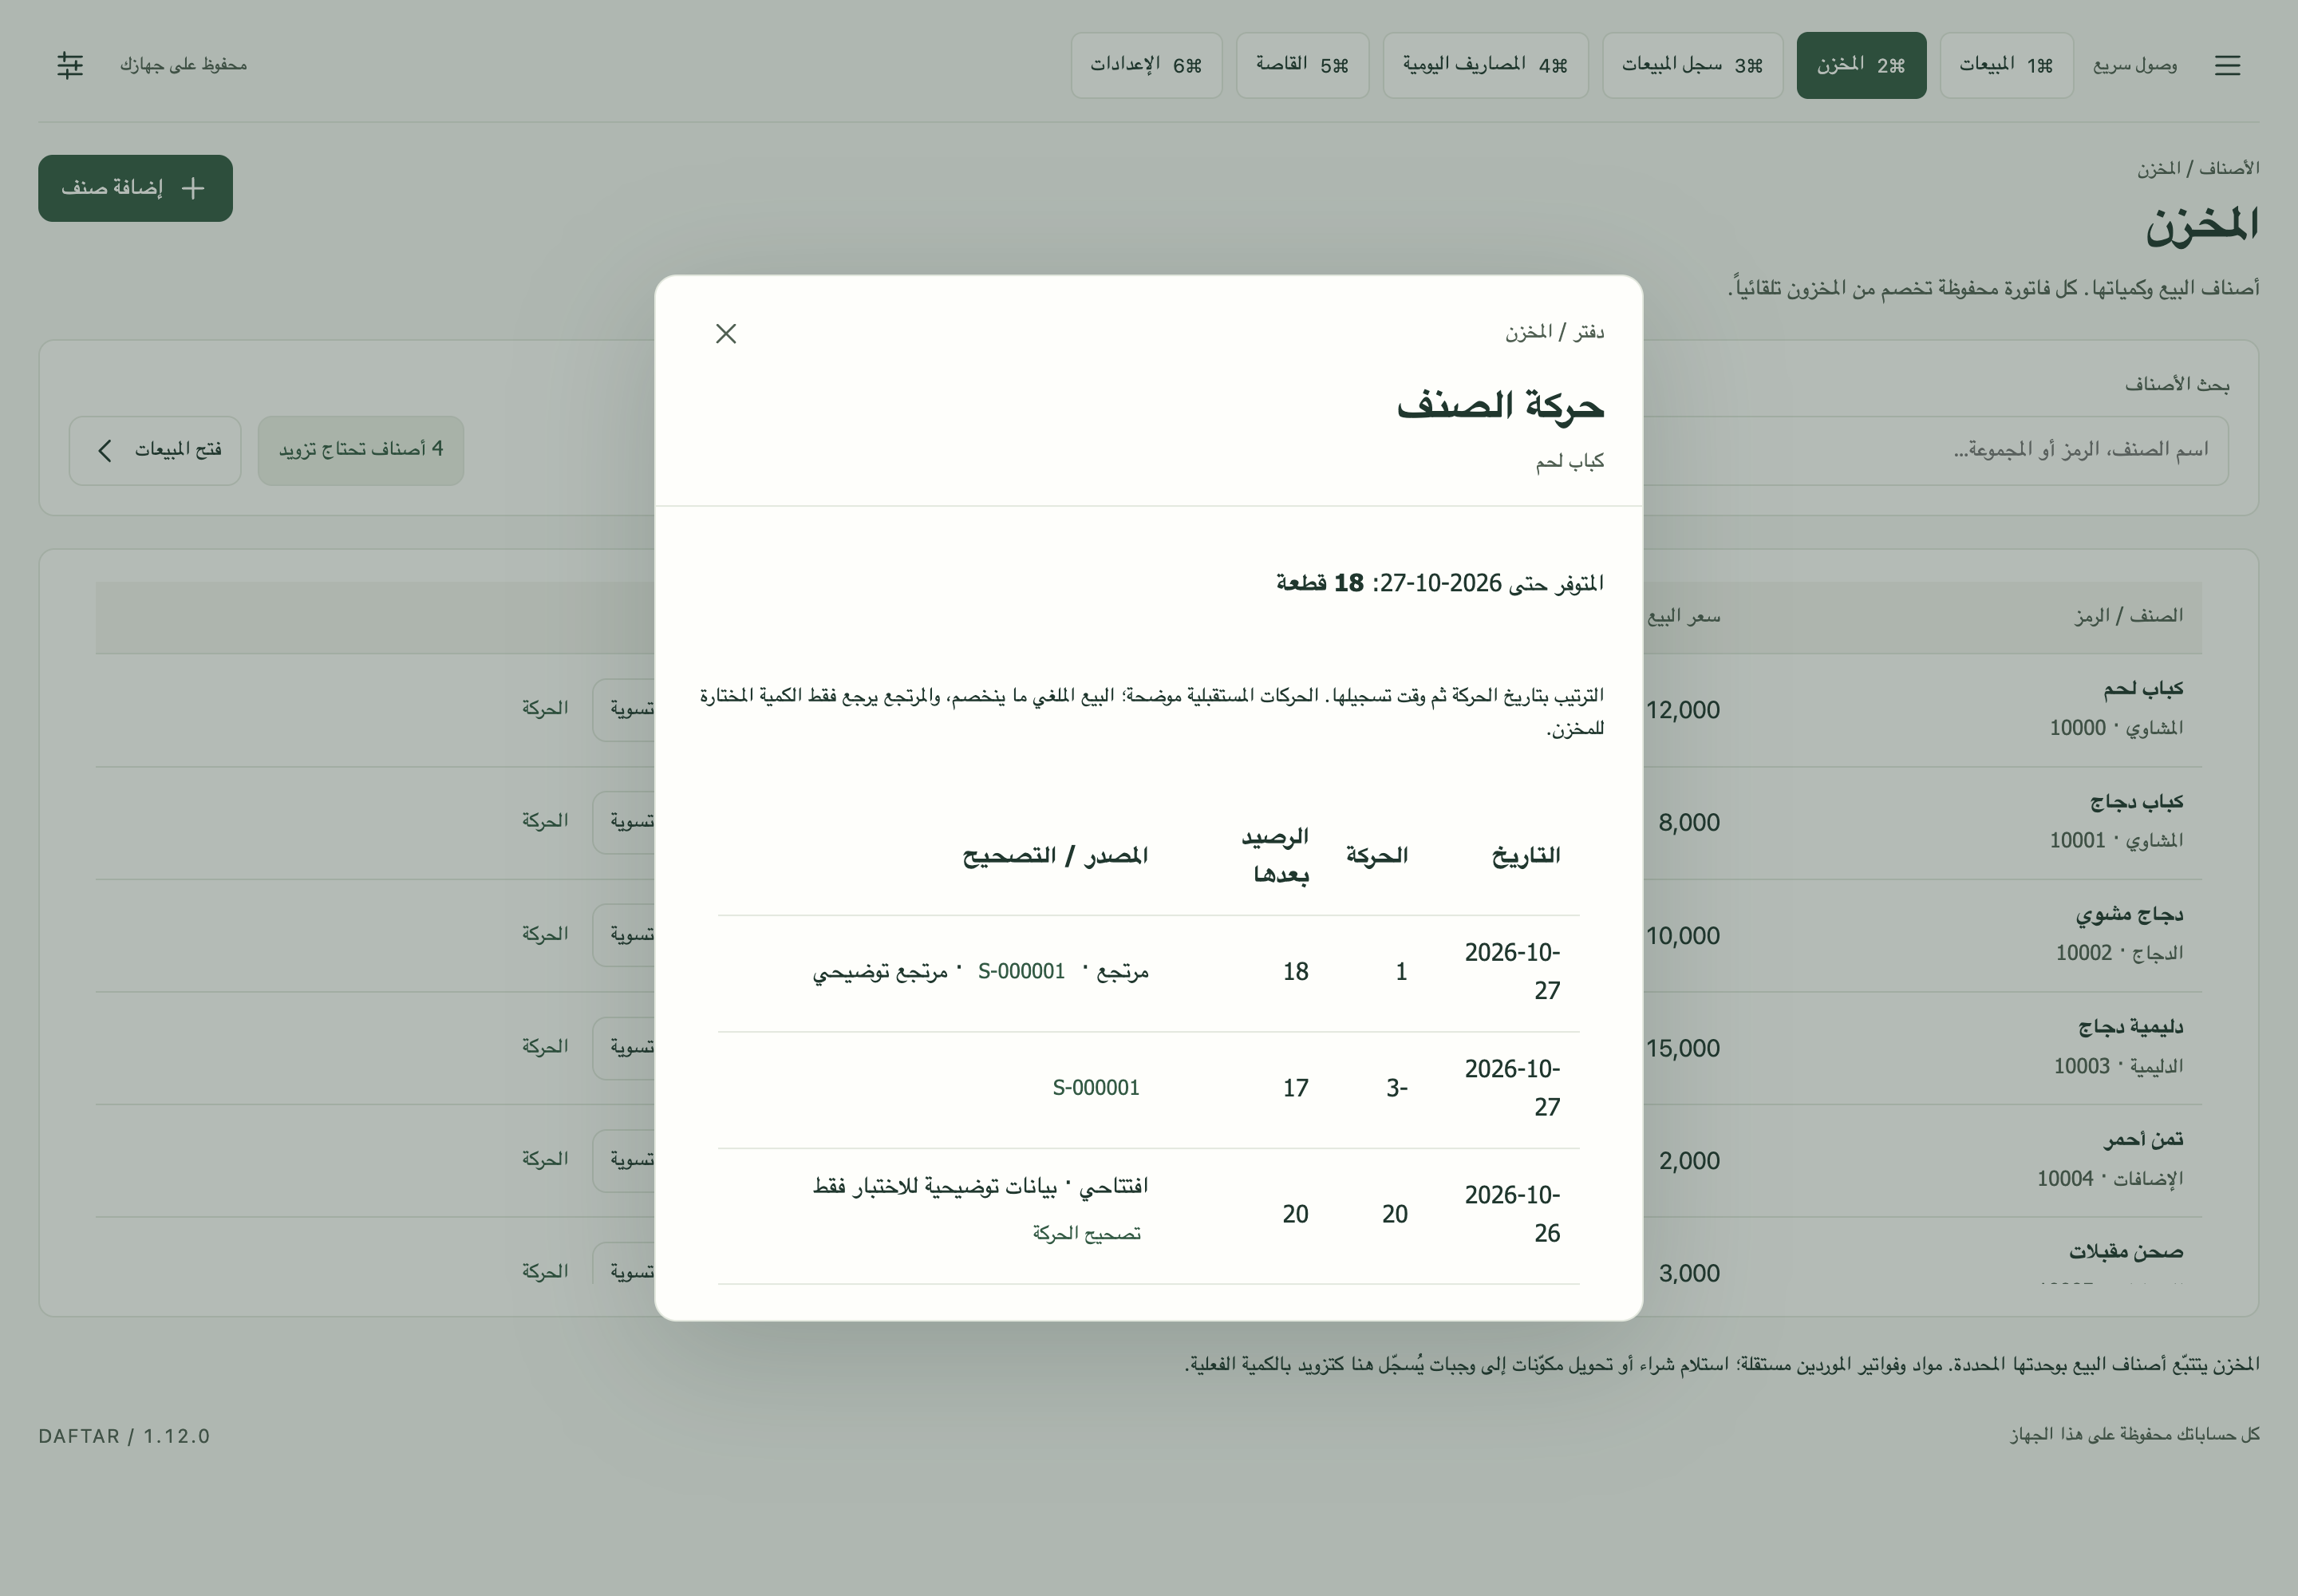 وصول سريع
⌘1 المبيعات
⌘2 المخزن
⌘3 سجل المبيعات
⌘4 المصاريف اليومية
⌘5 القاصة
⌘6 الإعدادات
محفوظ على جهازك
الأصناف / المخزن
المخزن
أصناف البيع وكمياتها. كل فاتورة محفوظة تخصم من المخزون تلقائياً.
إضافة صنف
بحث الأصناف
اسم الصنف، الرمز أو المجموعة...
4 أصناف تحتاج تزويد
فتح المبيعات
دفتر / المخزن
حركة الصنف
كباب لحم
المتوفر حتى 2026-10-27: 18 قطعة
الترتيب بتاريخ الحركة ثم وقت تسجيلها. الحركات المستقبلية موضحة؛ البيع الملغي ما ينخصم، والمرتجع يرجع فقط الكمية المختارة
للمخزن.
التاريخ الحركة الرصيد بعدها المصدر / التصحيح
2026-10-27 1 18 مرتجع · S-000001 · مرتجع توضيحي
2026-10-27 -3 17 S-000001
2026-10-26 20 20 افتتاحي · بيانات توضيحية للاختبار فقط
تصحيح الحركة
الصنف / الرمز سعر البيع
كباب لحم 12,000 تسوية الحركة
المشاوي · 10000
كباب دجاج 8,000 تسوية الحركة
المشاوي · 10001
دجاج مشوي 10,000 تسوية الحركة
الدجاج · 10002
دليمية دجاج 15,000 تسوية الحركة
الدليمية · 10003
تمن أحمر 2,000 تسوية الحركة
الإضافات · 10004
صحن مقبلات 3,000 تسوية الحركة
المخزن يتتبّع أصناف البيع بوحدتها المحددة. مواد وفواتير الموردين مستقلة؛ استلام شراء أو تحويل مكوّنات إلى وجبات يُسجّل هنا كتزويد بالكمية الفعلية.
كل حساباتك محفوظة على هذا الجهاز
DAFTAR / 1.12.0